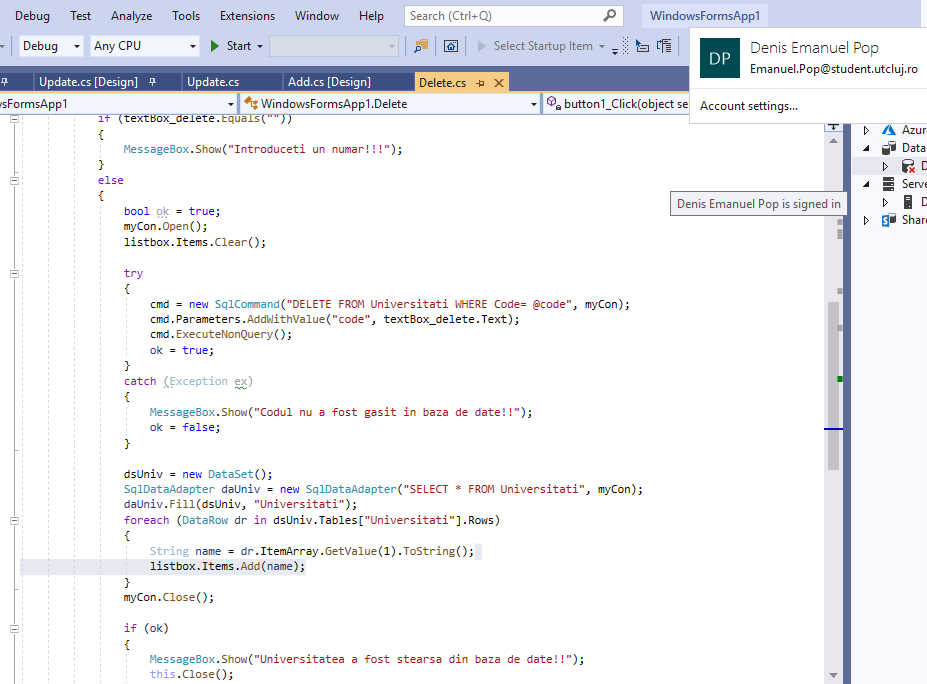 Debug Test Analyze Tools Extensions Window Help Search (Ctrl+Q) WindowsFormsApp1
Debug Any CPU Start Select Startup Item
DP Denis Emanuel Pop
Emanuel.Pop@student.utcluj.ro
Account settings...
Update.cs [Design] Update.cs Add.cs [Design] Delete.cs
wsFormsApp1 WindowsFormsApp1.Delete button1_Click(object se
if (textBox_delete.Equals(""))
{
MessageBox.Show("Introduceti un numar!!!");
}
else
{
bool ok = true;
myCon.Open();
listbox.Items.Clear();
try
{
cmd = new SqlCommand("DELETE FROM Universitati WHERE Code= @code", myCon);
cmd.Parameters.AddWithValue("code", textBox_delete.Text);
cmd.ExecuteNonQuery();
ok = true;
}
catch (Exception ex)
{
MessageBox.Show("Codul nu a fost gasit in baza de date!!");
ok = false;
}
dsUniv = new DataSet();
SqlDataAdapter daUniv = new SqlDataAdapter("SELECT * FROM Universitati", myCon);
daUniv.Fill(dsUniv, "Universitati");
foreach (DataRow dr in dsUniv.Tables["Universitati"].Rows)
{
String name = dr.ItemArray.GetValue(1).ToString();
listbox.Items.Add(name);
}
myCon.Close();
if (ok)
{
MessageBox.Show("Universitatea a fost stearsa din baza de date!!");
this.Close();
Denis Emanuel Pop is signed in
Azur
Data
D
Serve
D
Shar